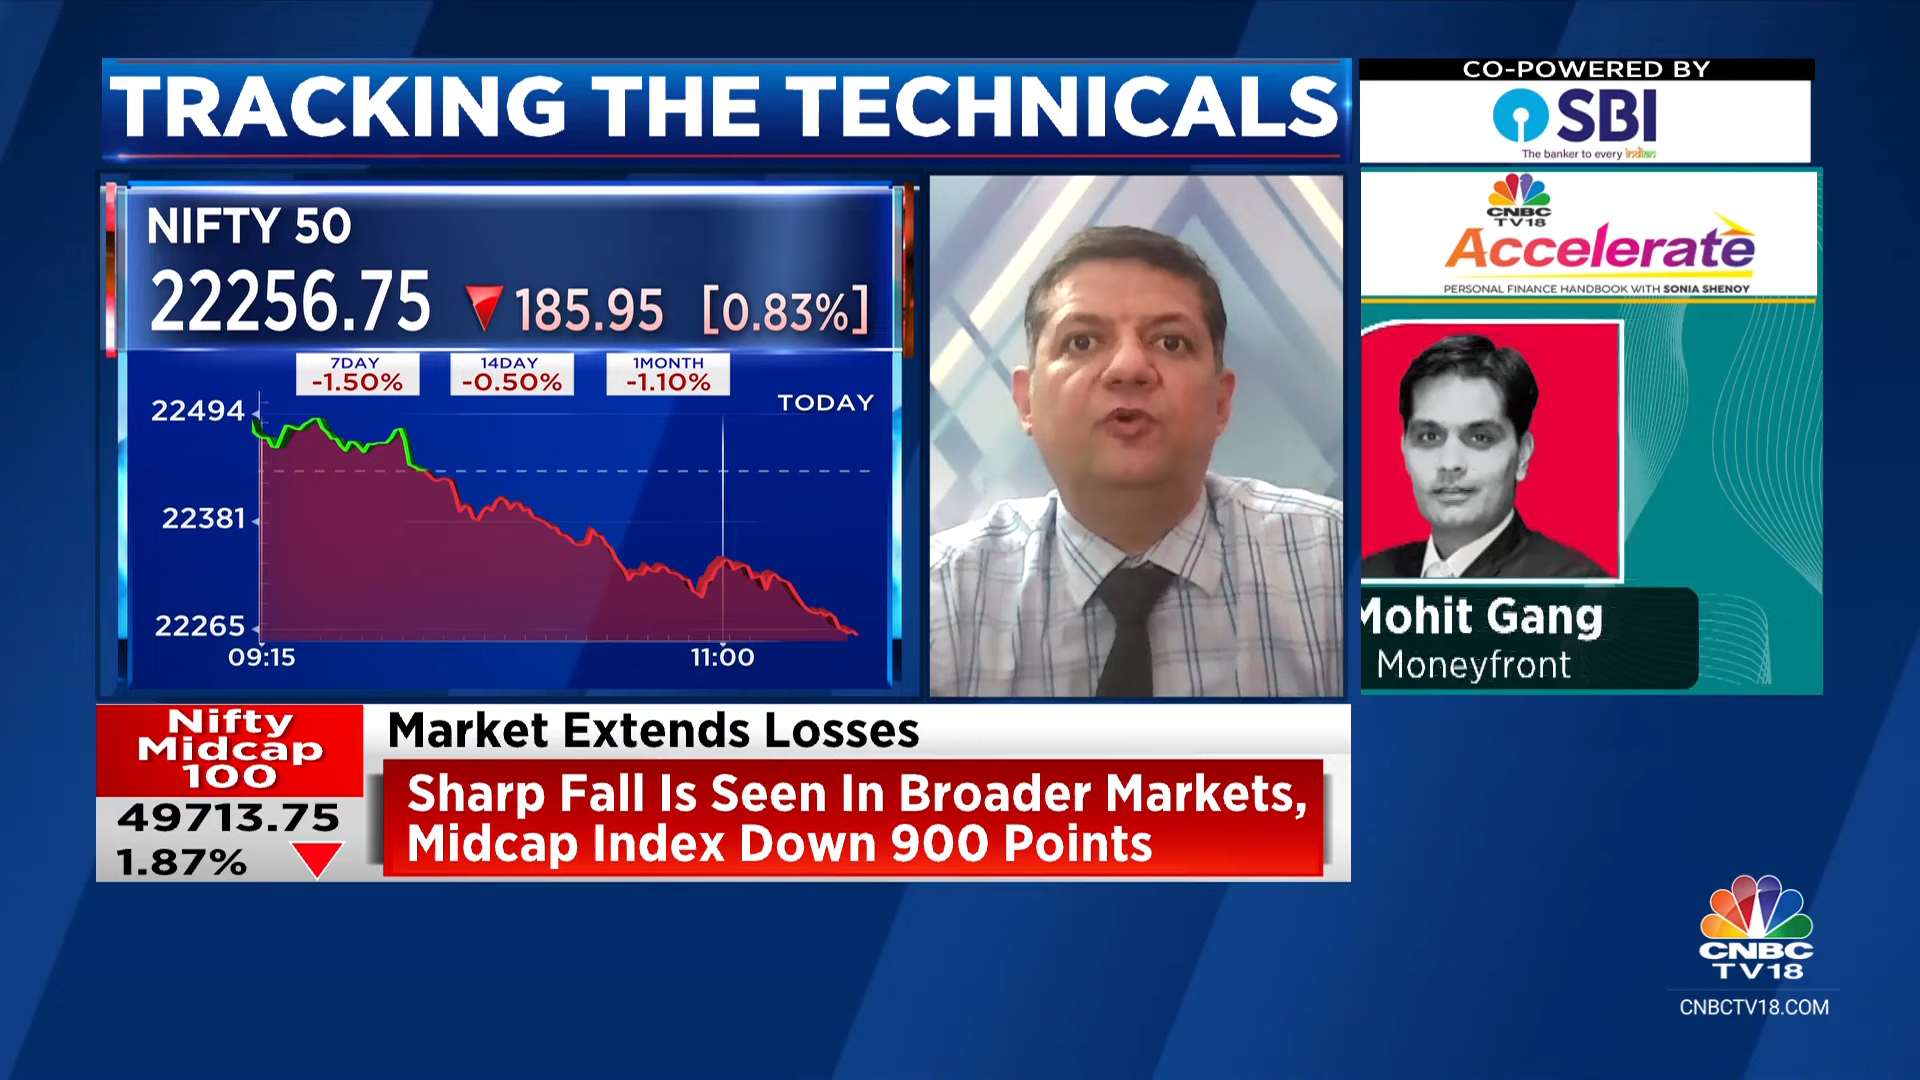 TRACKING THE TECHNICALS
CO-POWERED BY
SBI
The banker to every Indian
NIFTY 50
22256.75 ▼ 185.95 [0.83%]
7DAY
-1.50%
14DAY
-0.50%
1MONTH
-1.10%
TODAY
22494
22381
22265
09:15 11:00
CNBC
TV18
Accelerate
PERSONAL FINANCE HANDBOOK WITH SONIA SHENOY
Mohit Gang
Moneyfront
Nifty
Midcap
100
49713.75
1.87% ▼
Market Extends Losses
Sharp Fall Is Seen In Broader Markets,
Midcap Index Down 900 Points
CNBC
TV18
CNBCTV18.COM